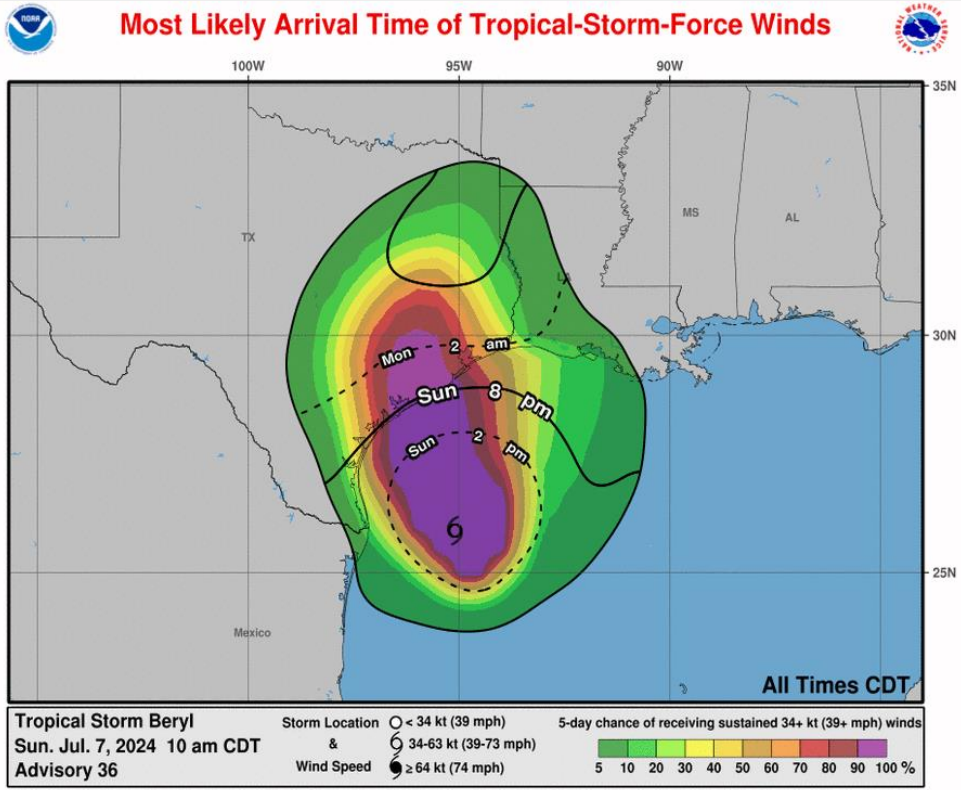 NOAA
Most Likely Arrival Time of Tropical-Storm-Force Winds
NATIONAL WEATHER SERVICE
100W 95W 90W
35N
MS AL
TX
LA
30N
Mon 2 am
Sun 8 pm
Sun 2 pm
25N
Mexico
All Times CDT
Tropical Storm Beryl
Sun. Jul. 7, 2024 10 am CDT
Advisory 36
Storm Location
&
Wind Speed
< 34 kt (39 mph)
34-63 kt (39-73 mph)
≥ 64 kt (74 mph)
5-day chance of receiving sustained 34+ kt (39+ mph) winds
5 10 20 30 40 50 60 70 80 90 100 %